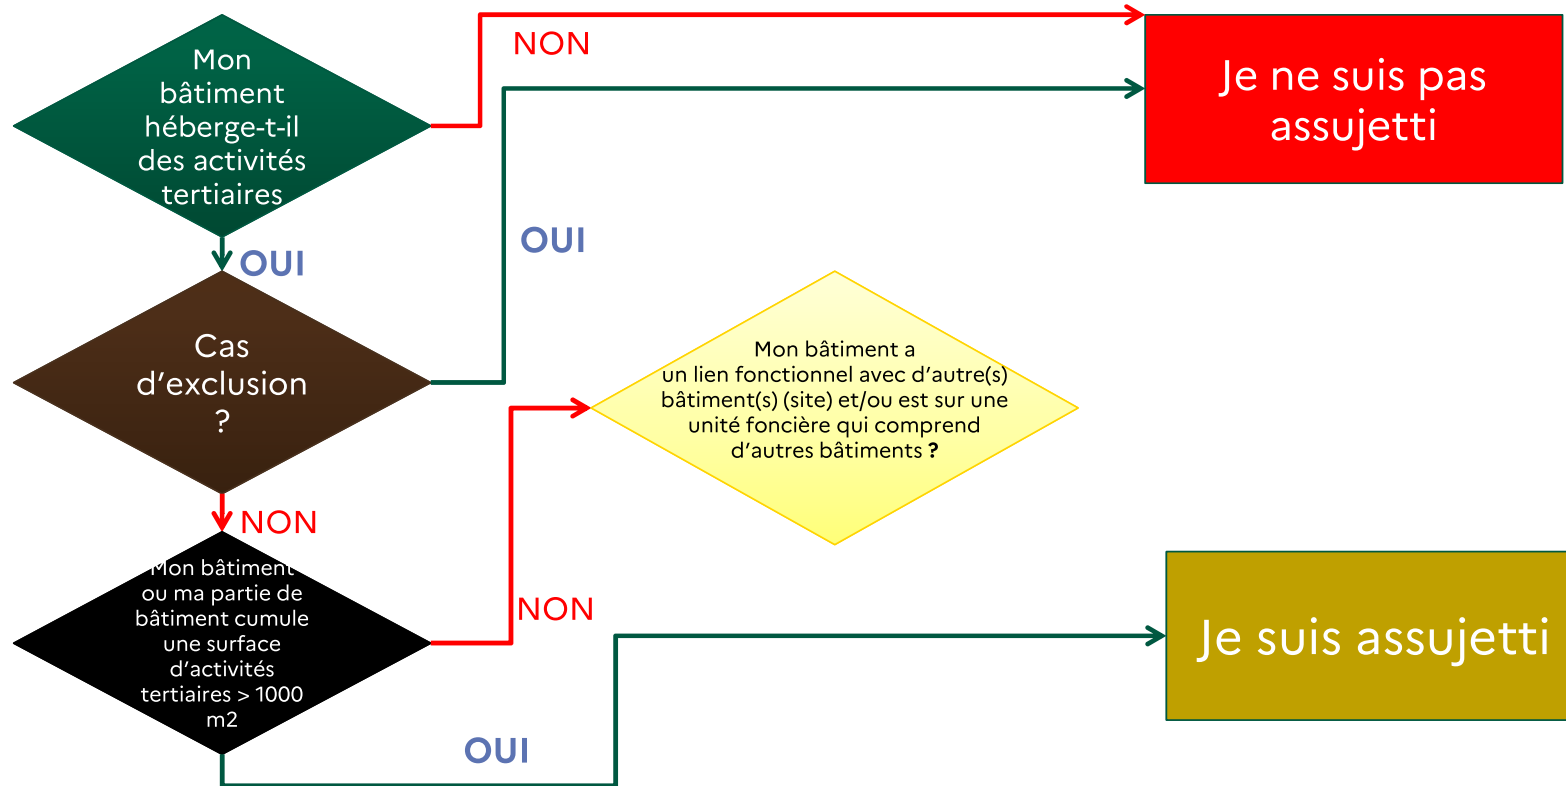 Mon
bâtiment
héberge-t-il
des activités
tertiaires
NON
Je ne suis pas
assujetti
OUI
OUI
Cas
d’exclusion
?
Mon bâtiment a
un lien fonctionnel avec d’autre(s)
bâtiment(s) (site) et/ou est sur une
unité foncière qui comprend
d’autres bâtiments ?
NON
Mon bâtiment
ou ma partie de
bâtiment cumule
une surface
d’activités
tertiaires > 1000
m2
NON
Je suis assujetti
OUI